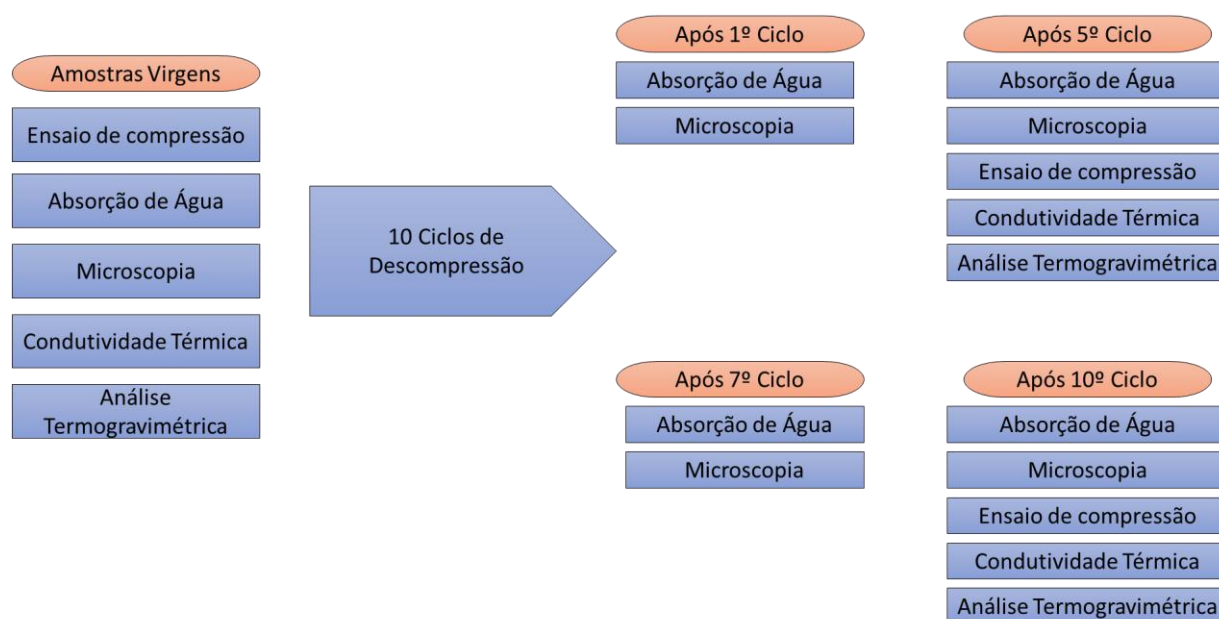 Amostras Virgens
Ensaio de compressão
Absorção de Água
Microscopia
Condutividade Térmica
Análise
Termogravimétrica
10 Ciclos de
Descompressão
Após 1º Ciclo
Absorção de Água
Microscopia
Após 5º Ciclo
Absorção de Água
Microscopia
Ensaio de compressão
Condutividade Térmica
Análise Termogravimétrica
Após 7º Ciclo
Absorção de Água
Microscopia
Após 10º Ciclo
Absorção de Água
Microscopia
Ensaio de compressão
Condutividade Térmica
Análise Termogravimétrica